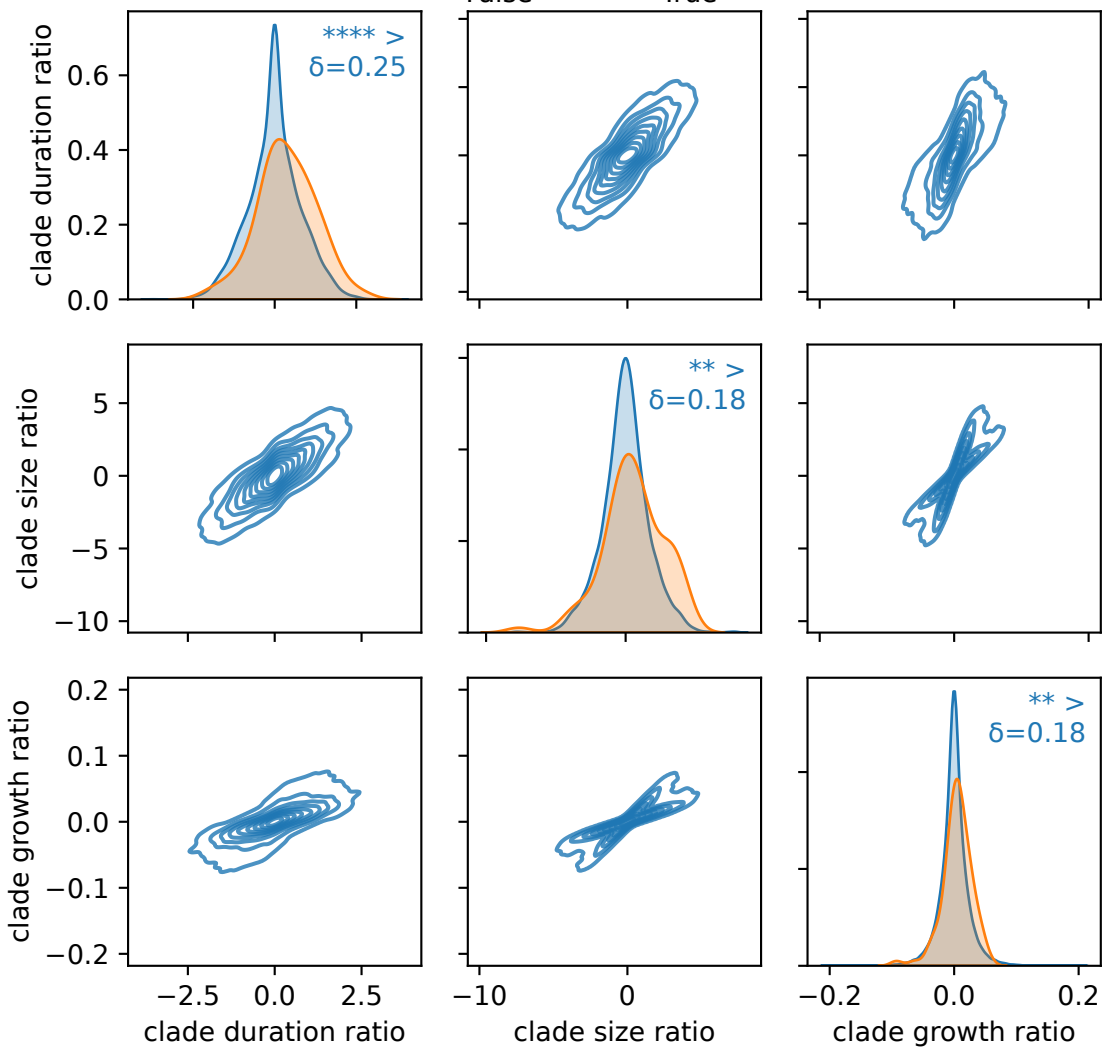 clade duration ratio
0.6
0.4
0.2
0.0
**** >
δ=0.25
clade size ratio
5
0
−5
−10
** >
δ=0.18
clade growth ratio
0.2
0.1
0.0
−0.1
−0.2
** >
δ=0.18
−2.5 0.0 2.5
−10 0
−0.2 0.0 0.2
clade duration ratio
clade size ratio
clade growth ratio